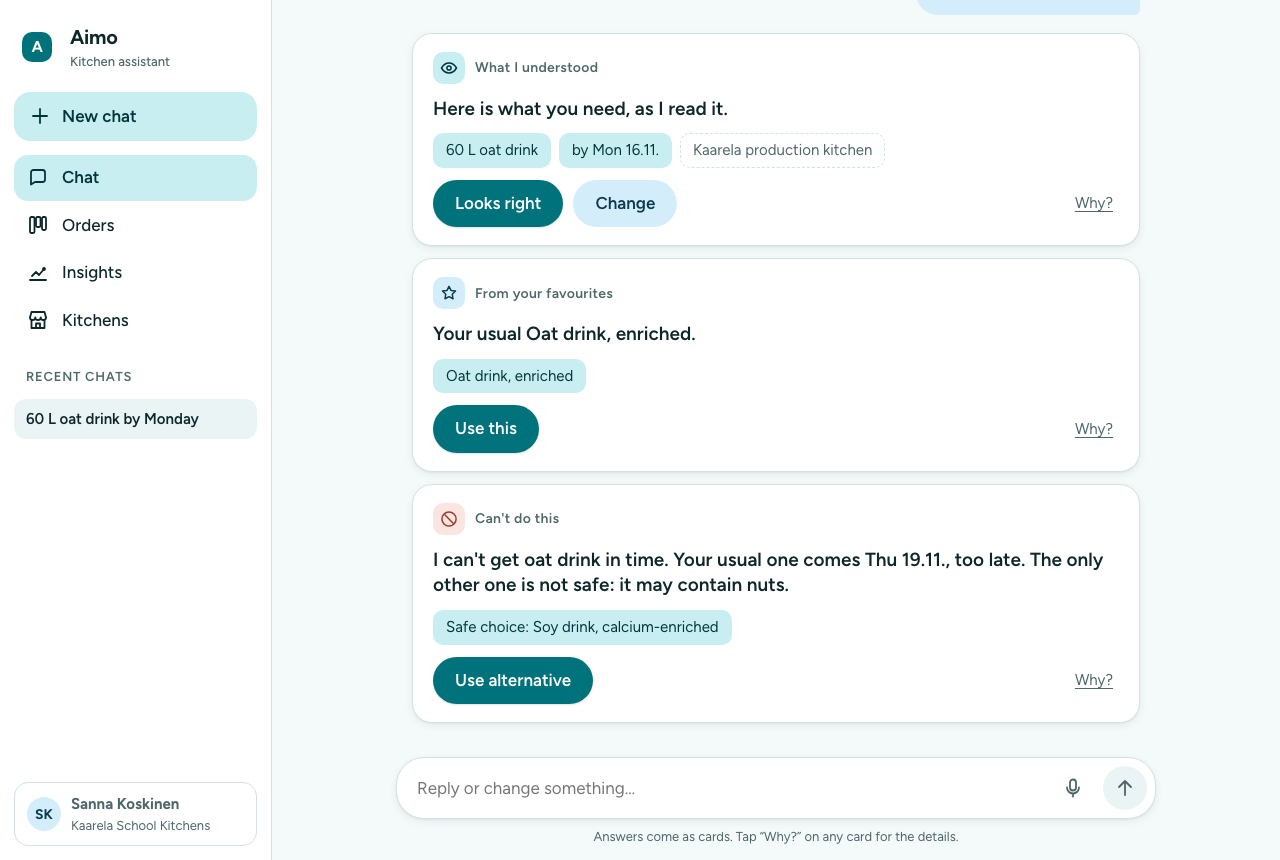 A
Aimo
Kitchen assistant
New chat
Chat
Orders
Insights
Kitchens
RECENT CHATS
60 L oat drink by Monday
SK
Sanna Koskinen
Kaarela School Kitchens
What I understood
Here is what you need, as I read it.
60 L oat drink
by Mon 16.11.
Kaarela production kitchen
Looks right
Change
Why?
From your favourites
Your usual Oat drink, enriched.
Oat drink, enriched
Use this
Why?
Can't do this
I can't get oat drink in time. Your usual one comes Thu 19.11., too late. The only
other one is not safe: it may contain nuts.
Safe choice: Soy drink, calcium-enriched
Use alternative
Why?
Reply or change something...
Answers come as cards. Tap “Why?” on any card for the details.